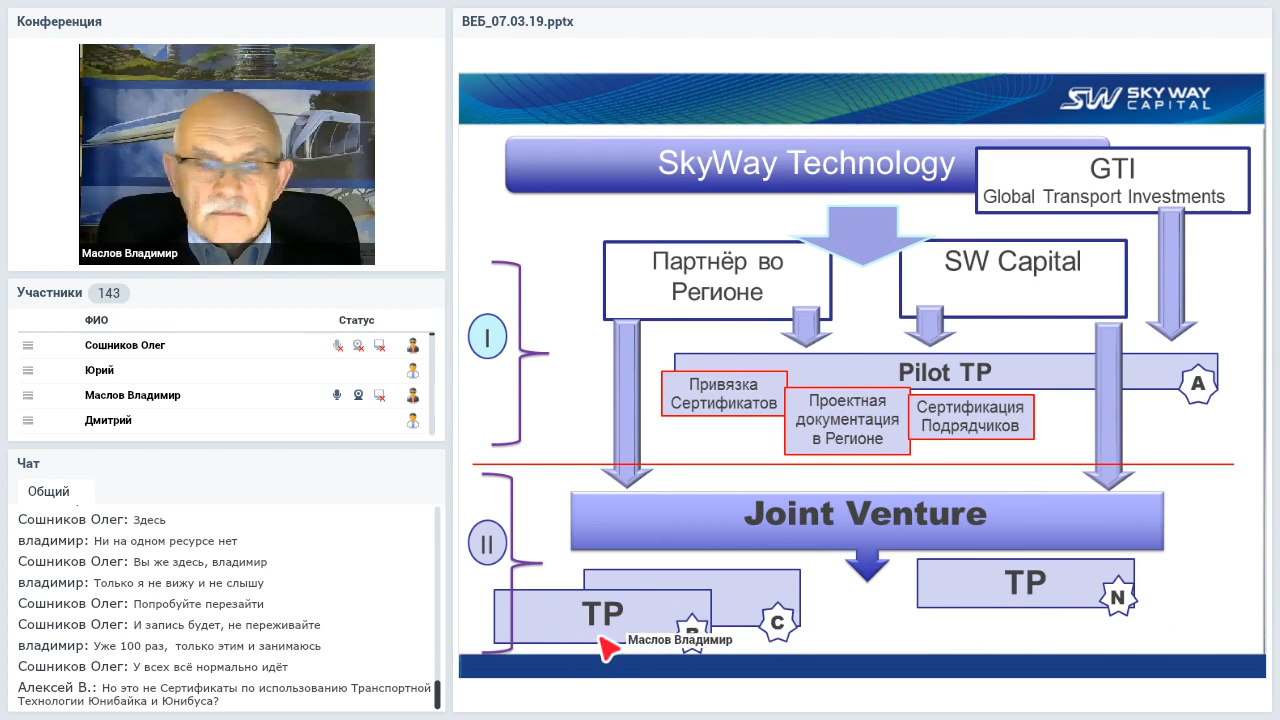 Конференция
Маслов Владимир
Участники 143
ФИО Статус
Сошников Олег
Юрий
Маслов Владимир
Дмитрий
Чат
Общий
Сошников Олег: Здесь
владимир: Ни на одном ресурсе нет
Сошников Олег: Вы же здесь, владимир
владимир: Только я не вижу и не слышу
Сошников Олег: Попробуйте перезайти
Сошников Олег: И запись будет, не переживайте
владимир: Уже 100 раз, только этим и занимаюсь
Сошников Олег: У всех всё нормально идёт
Алексей В.: Но это не Сертификаты по использованию Транспортной
Технологии Юнибайка и Юнибуса?
ВЕБ_07.03.19.pptx
SW SKY WAY
CAPITAL
SkyWay Technology
GTI
Global Transport Investments
Партнёр во
Регионе
SW Capital
I
Pilot TP
A
Привязка
Сертификатов
Проектная
документация
в Регионе
Сертификация
Подрядчиков
Joint Venture
II
TP
C
TP
N
Маслов Владимир